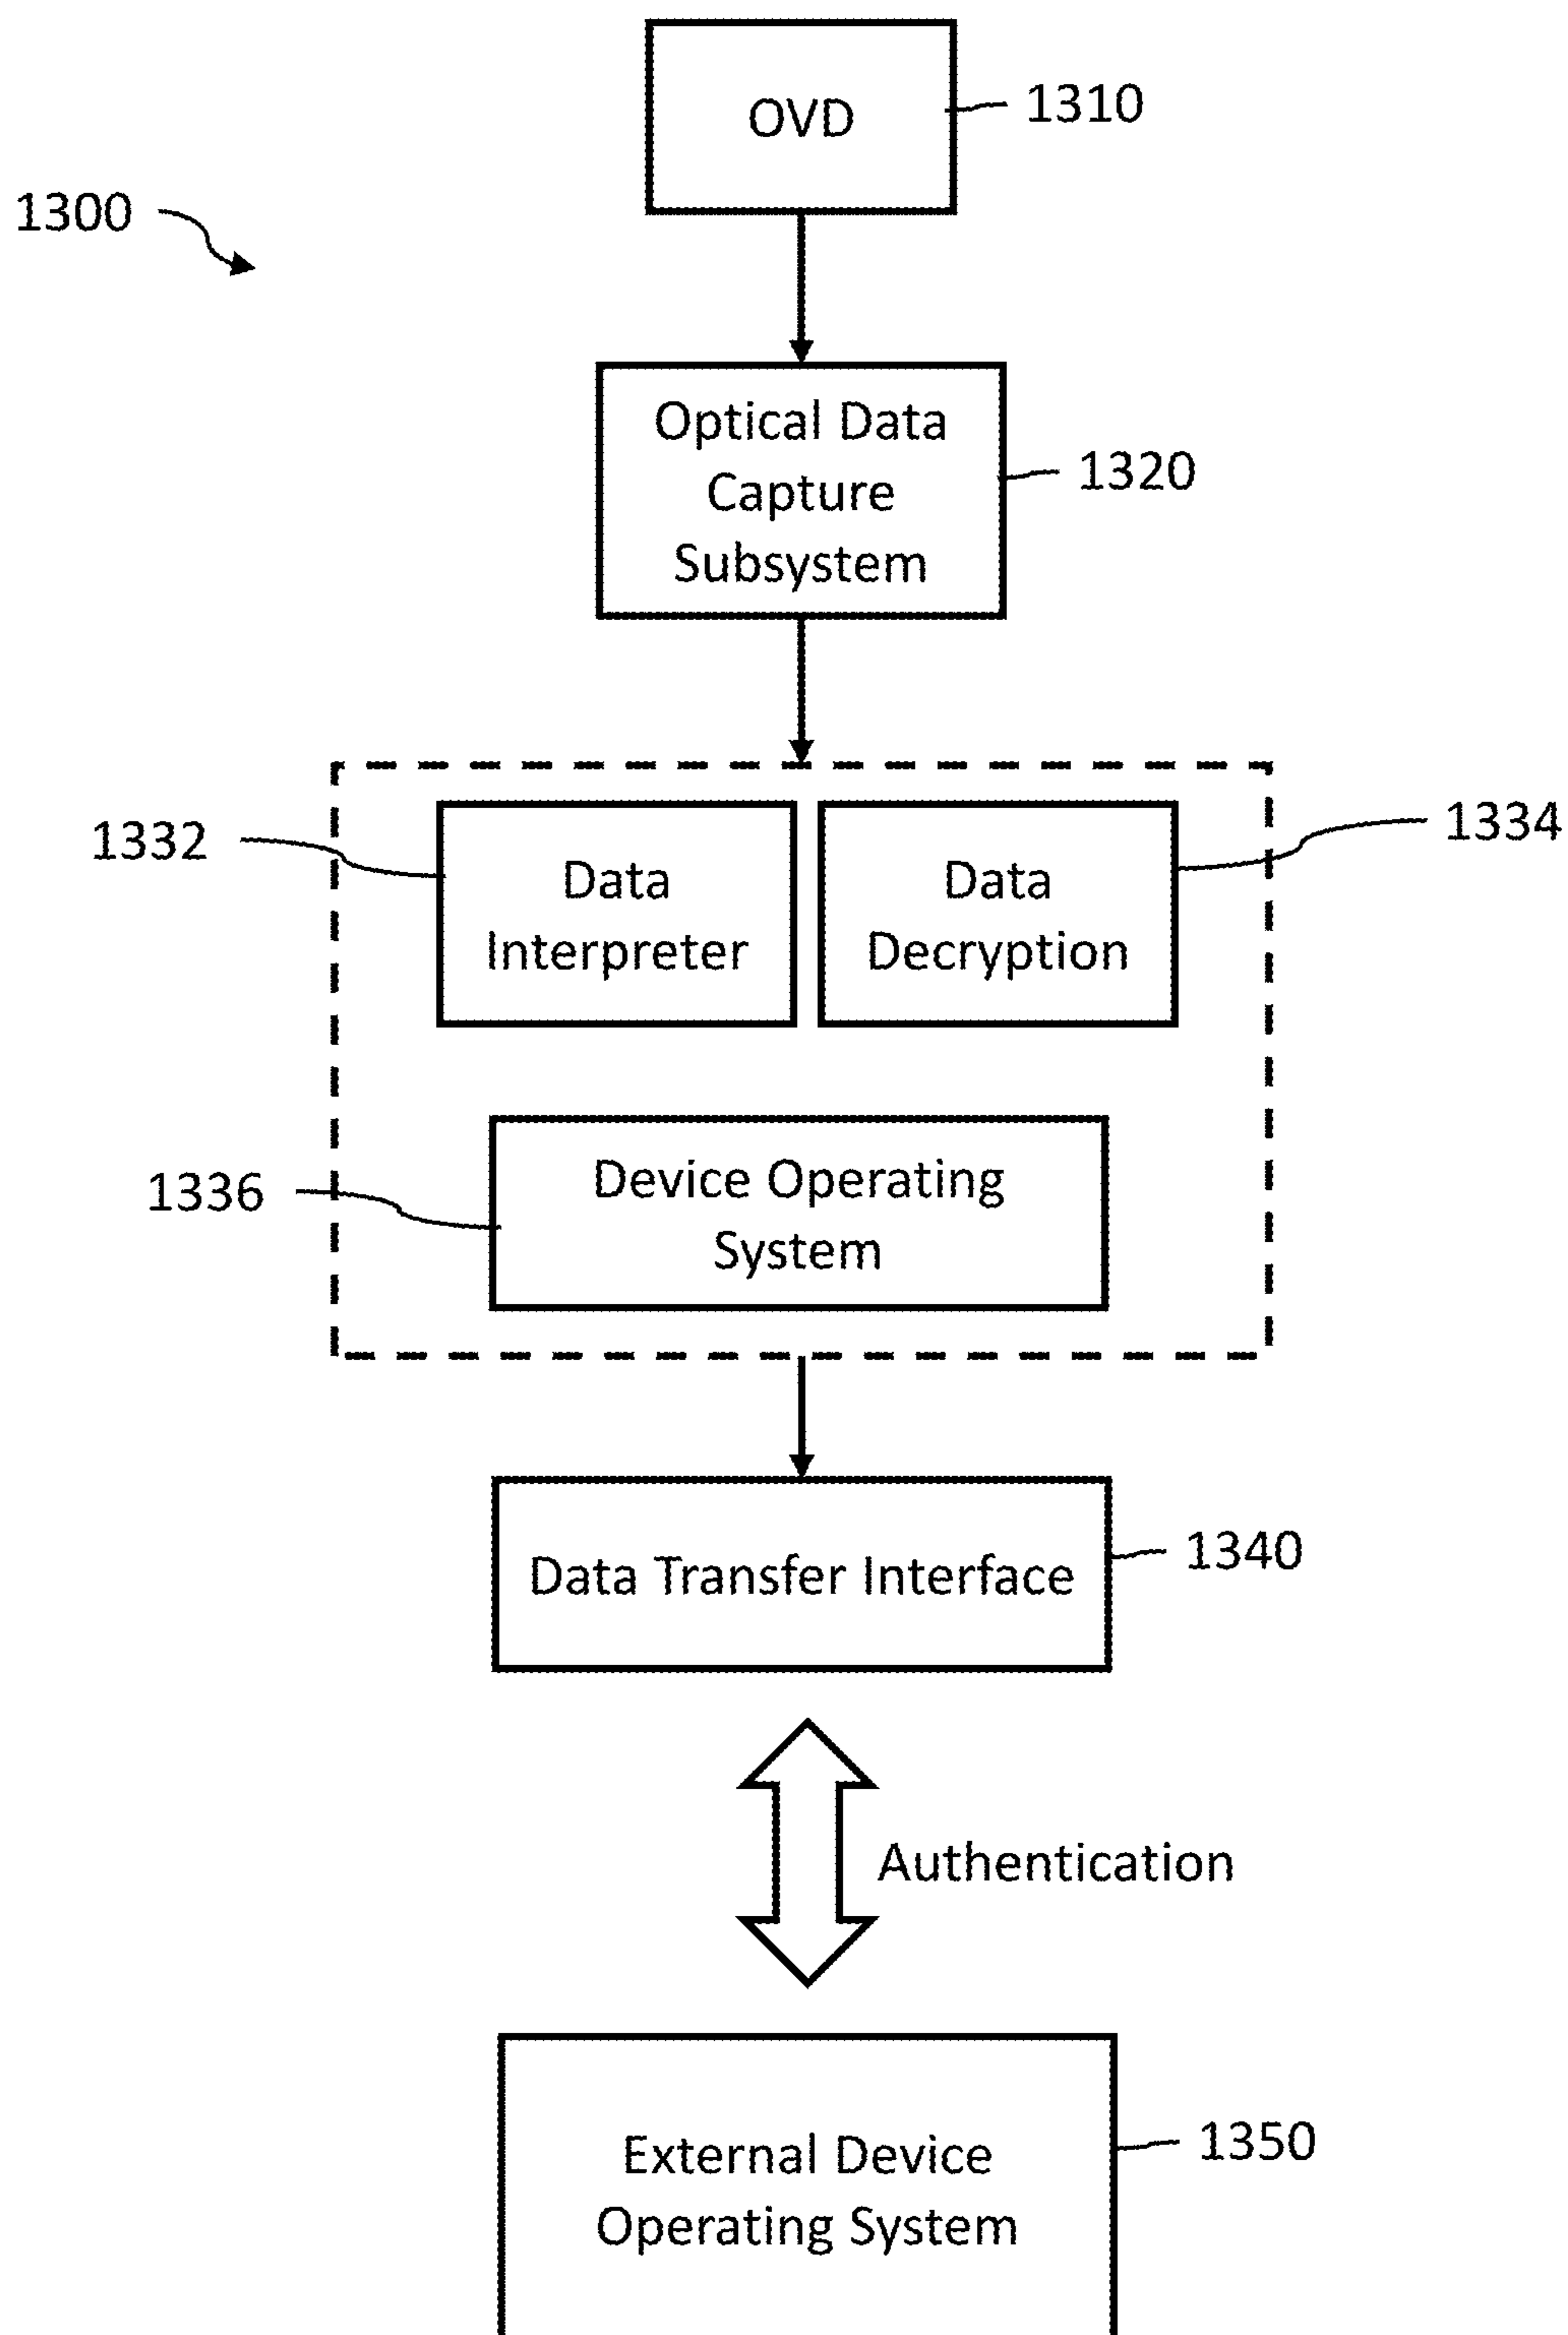 OVD
1310
1300
Optical Data
Capture
Subsystem
1320
1332
Data
Interpreter
Data
Decryption
1334
1336
Device Operating
System
Data Transfer Interface
1340
Authentication
External Device
Operating System
1350